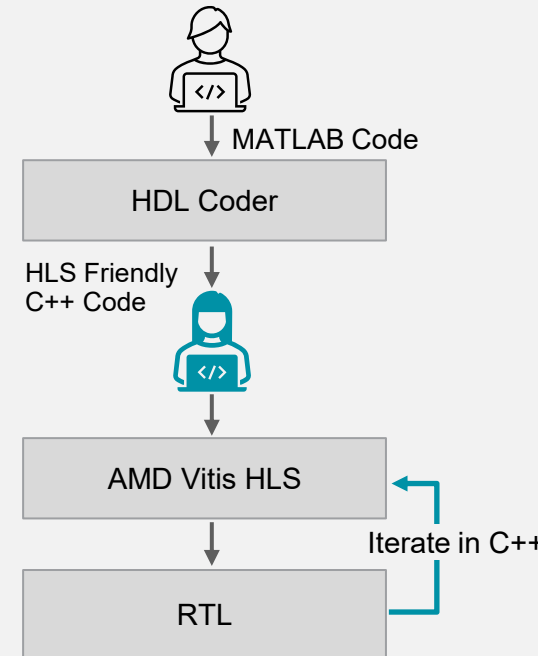 </>
MATLAB Code
HDL Coder
HLS Friendly
C++ Code
</>
AMD Vitis HLS
Iterate in C++
RTL